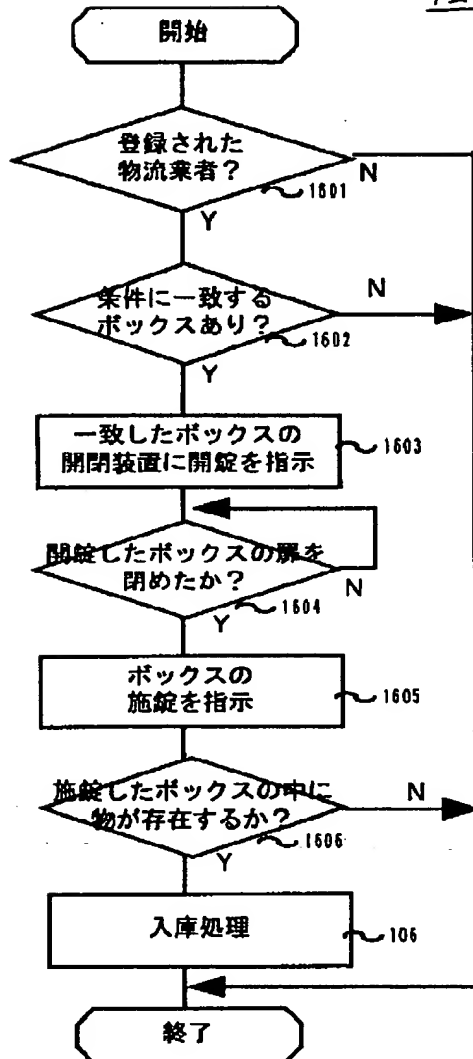 開始
登録された
物流業者？
N
1601
Y
条件に一致する
ボックスあり？
N
1602
Y
一致したボックスの
開閉装置に開錠を指示
1603
開錠したボックスの扉を
閉めたか？
N
1604
Y
ボックスの
施錠を指示
1605
施錠したボックスの中に
物が存在するか？
N
1606
Y
入庫処理
106
終了